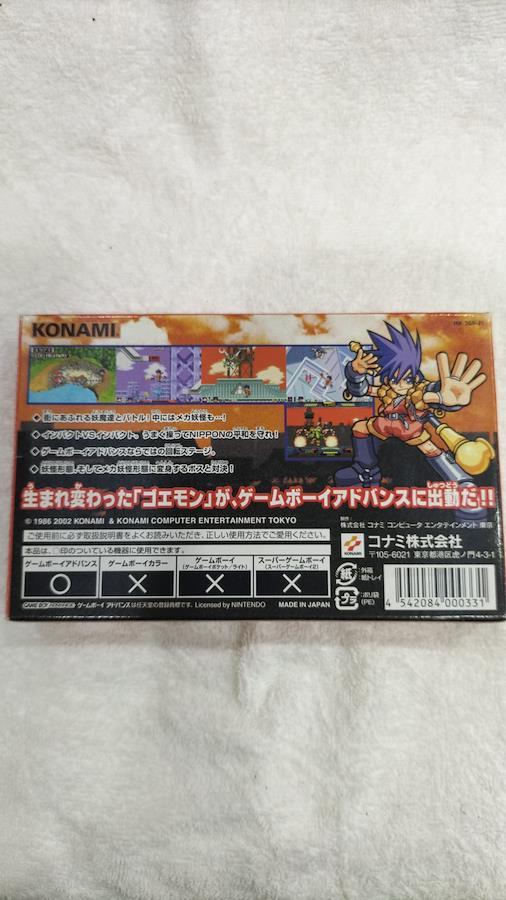 KONAMI
◆街にあふれる妖魔達とバトル!中にはメカ妖怪も…!
◆インパクトVSインパクト。うまく操ってNIPPONの平和を守れ!
◆ゲームボーイアドバンスならではの回転ステージ。
◆妖怪形態、そしてメカ妖怪形態に変身するボスと対決!
生まれ変わった「ゴエモン」が、ゲームボーイアドバンスに出動だ!!
© 1986 2002 KONAMI & KONAMI COMPUTER ENTERTAINMENT TOKYO
ご使用前に必ず取扱説明書をよくお読みいただき、正しい使用方法でご愛用ください。
本品は、○印のついている機器で使用できます。
ゲームボーイアドバンス ゲームボーイカラー ゲームボーイ スーパーゲームボーイ
(ゲームボーイポケット/ライト) (スーパーゲームボーイ2)
○ × × ×
GAME BOY ADVANCE ゲームボーイ アドバンスは任天堂の登録商標です。 Licensed by NINTENDO MADE IN JAPAN
制作
株式会社 コナミ コンピュータ エンタテインメント 東京
KONAMI
コナミ株式会社
〒105-6021 東京都港区虎ノ門4-3-1
紙 :外箱
:紙トレイ
プラ :ポリ袋
(PE)
4 542084 000331